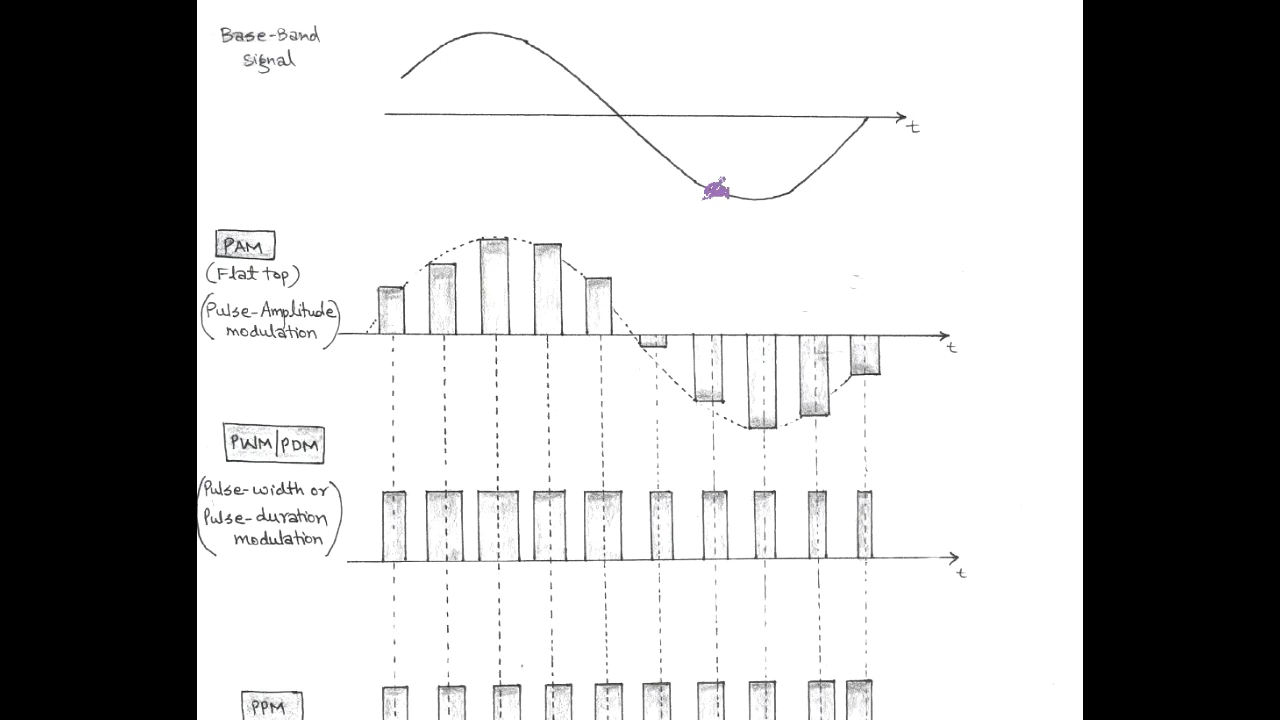 Base-Band
signal
t
PAM
(Flat top)
(Pulse-Amplitude
modulation)
t
PWM|PDM
(Pulse-width or
Pulse-duration
modulation)
t
PPM